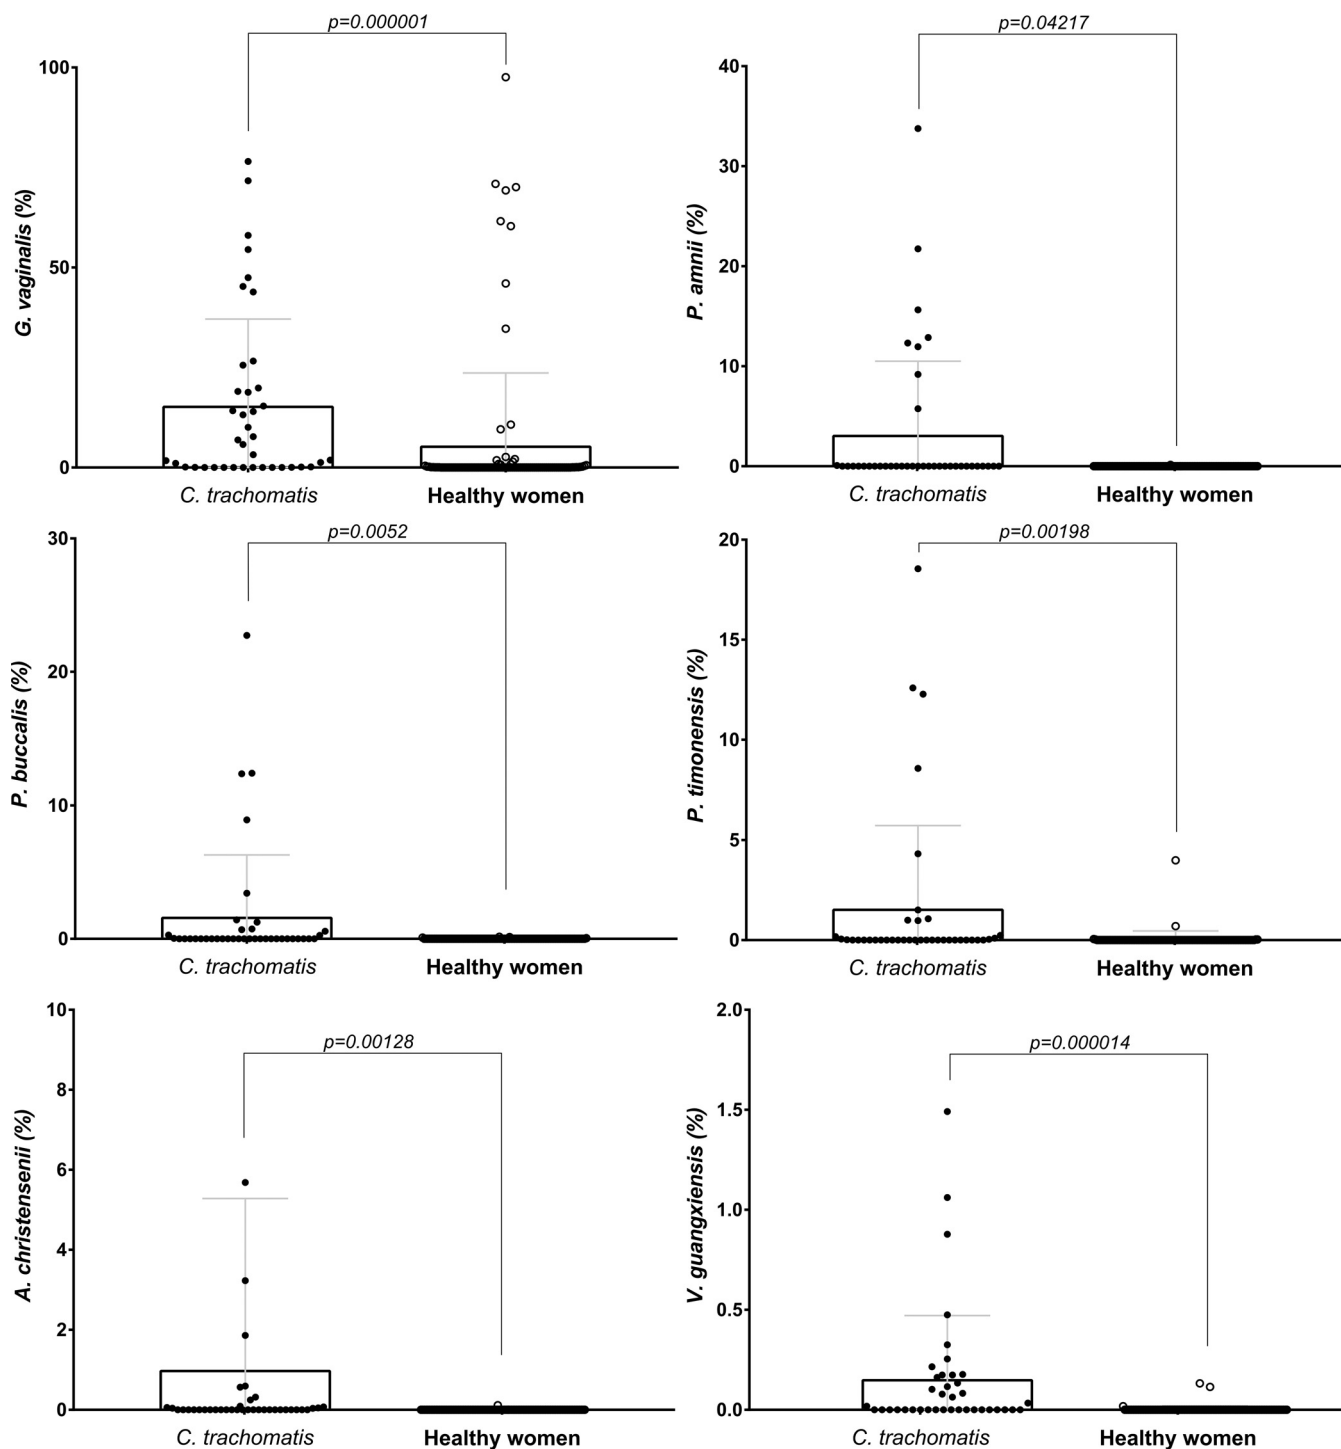 p=0.000001
G. vaginalis (%)
100
50
0
C. trachomatis
Healthy women
p=0.04217
P. amnii (%)
40
30
20
10
0
C. trachomatis
Healthy women
p=0.0052
P. buccalis (%)
30
20
10
0
C. trachomatis
Healthy women
p=0.00198
P. timonensis (%)
20
15
10
5
0
C. trachomatis
Healthy women
p=0.00128
A. christensenii (%)
10
8
6
4
2
0
C. trachomatis
Healthy women
p=0.000014
V. guangxiensis (%)
2.0
1.5
1.0
0.5
0.0
C. trachomatis
Healthy women